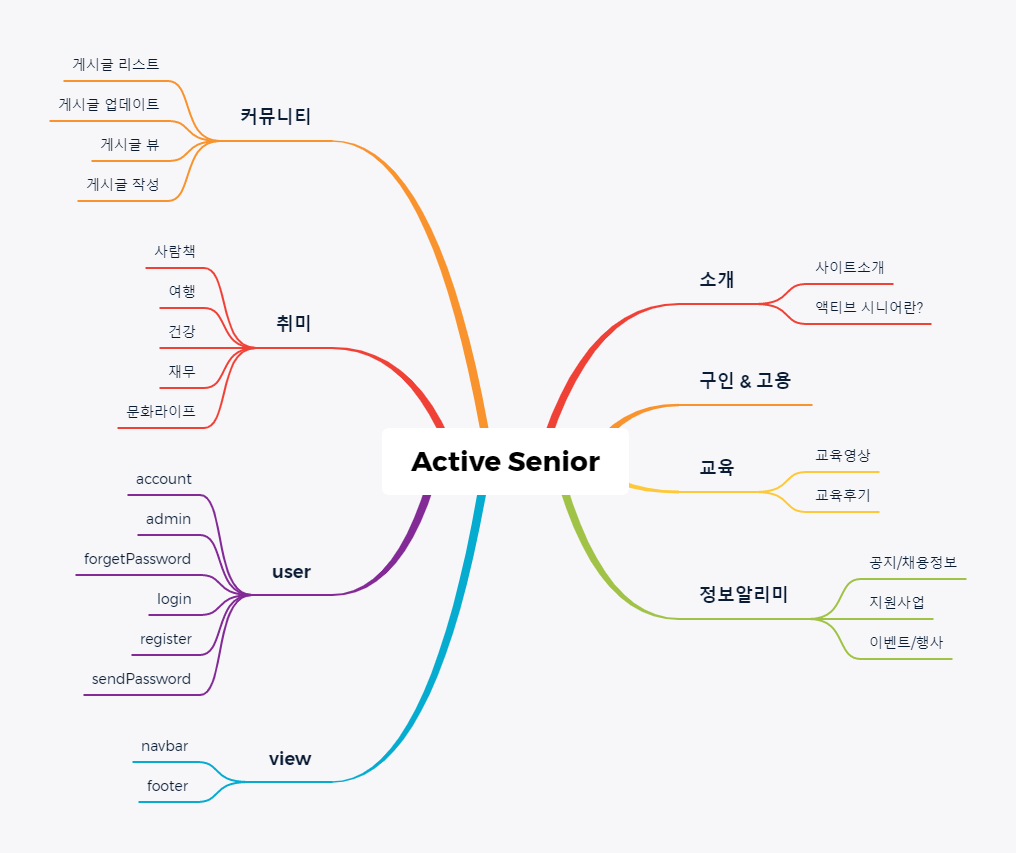 Active Senior
커뮤니티
게시글 리스트
게시글 업데이트
게시글 뷰
게시글 작성
취미
사람책
여행
건강
재무
문화라이프
user
account
admin
forgetPassword
login
register
sendPassword
view
navbar
footer
소개
사이트소개
액티브 시니어란?
구인 & 고용
교육
교육영상
교육후기
정보알리미
공지/채용정보
지원사업
이벤트/행사